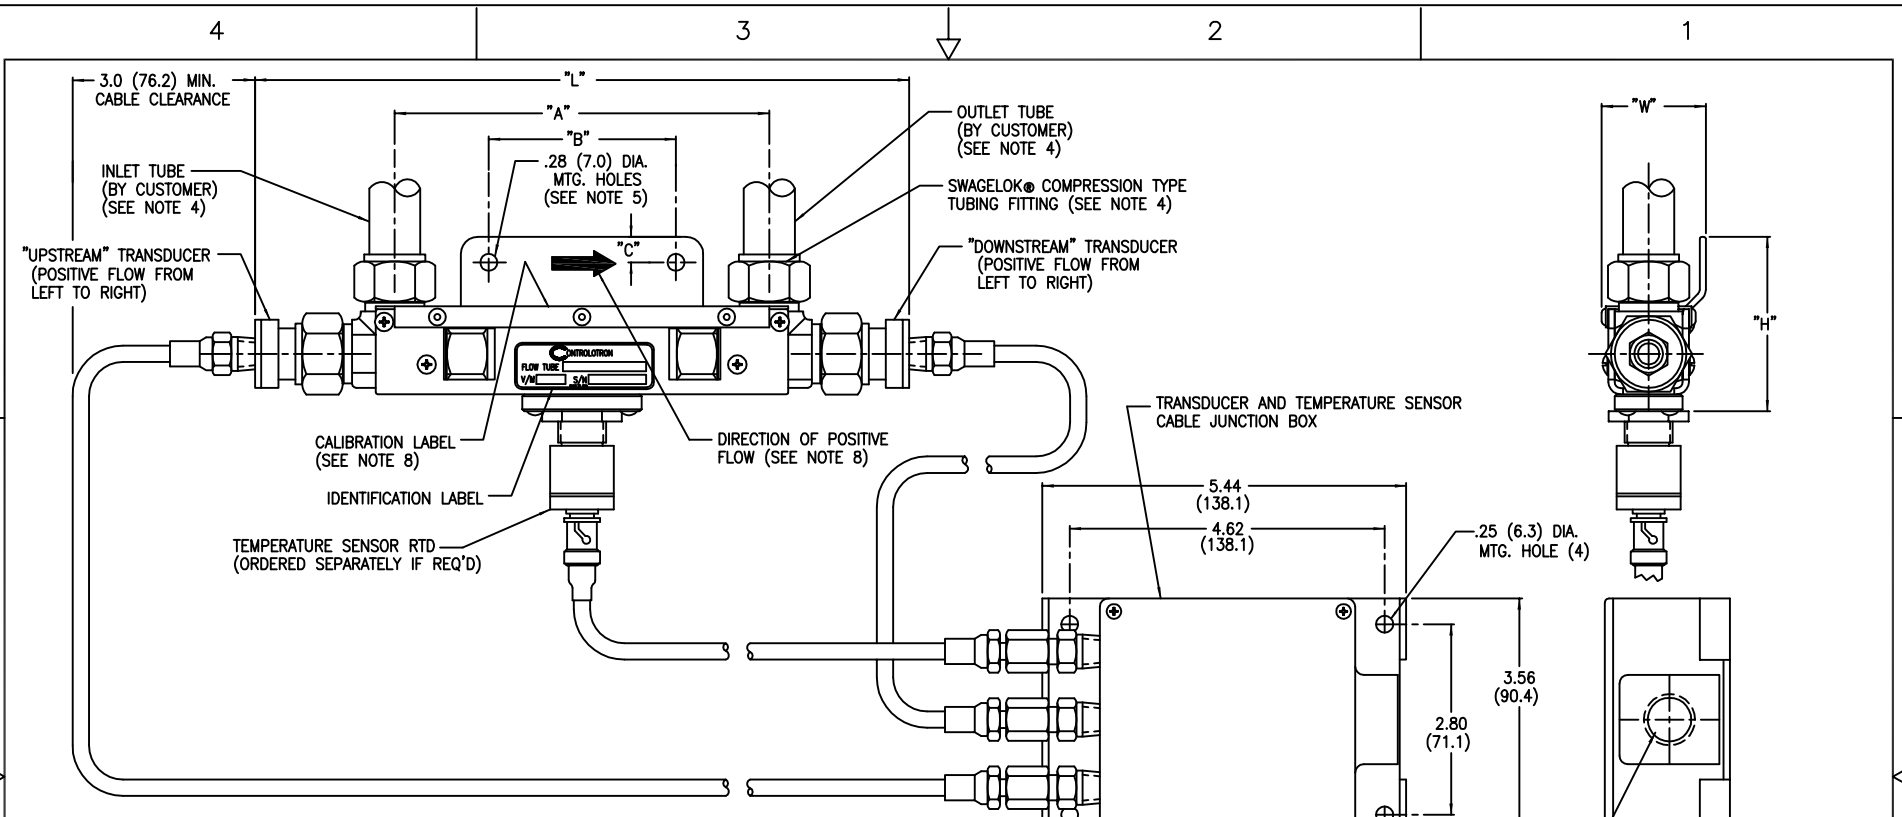 4
3
2
1
3.0 (76.2) MIN.
CABLE CLEARANCE
"L"
"A"
"B"
.28 (7.0) DIA.
MTG. HOLES
(SEE NOTE 5)
"C"
INLET TUBE
(BY CUSTOMER)
(SEE NOTE 4)
"UPSTREAM" TRANSDUCER
(POSITIVE FLOW FROM
LEFT TO RIGHT)
OUTLET TUBE
(BY CUSTOMER)
(SEE NOTE 4)
SWAGELOK® COMPRESSION TYPE
TUBING FITTING (SEE NOTE 4)
"DOWNSTREAM" TRANSDUCER
(POSITIVE FLOW FROM
LEFT TO RIGHT)
"W"
"H"
CONTROLOTRON
FLOW TUBE
V/M S/N
CALIBRATION LABEL
(SEE NOTE 8)
DIRECTION OF POSITIVE
FLOW (SEE NOTE 8)
IDENTIFICATION LABEL
TEMPERATURE SENSOR RTD
(ORDERED SEPARATELY IF REQ'D)
TRANSDUCER AND TEMPERATURE SENSOR
CABLE JUNCTION BOX
5.44
(138.1)
4.62
(138.1)
.25 (6.3) DIA.
MTG. HOLE (4)
3.56
(90.4)
2.80
(71.1)